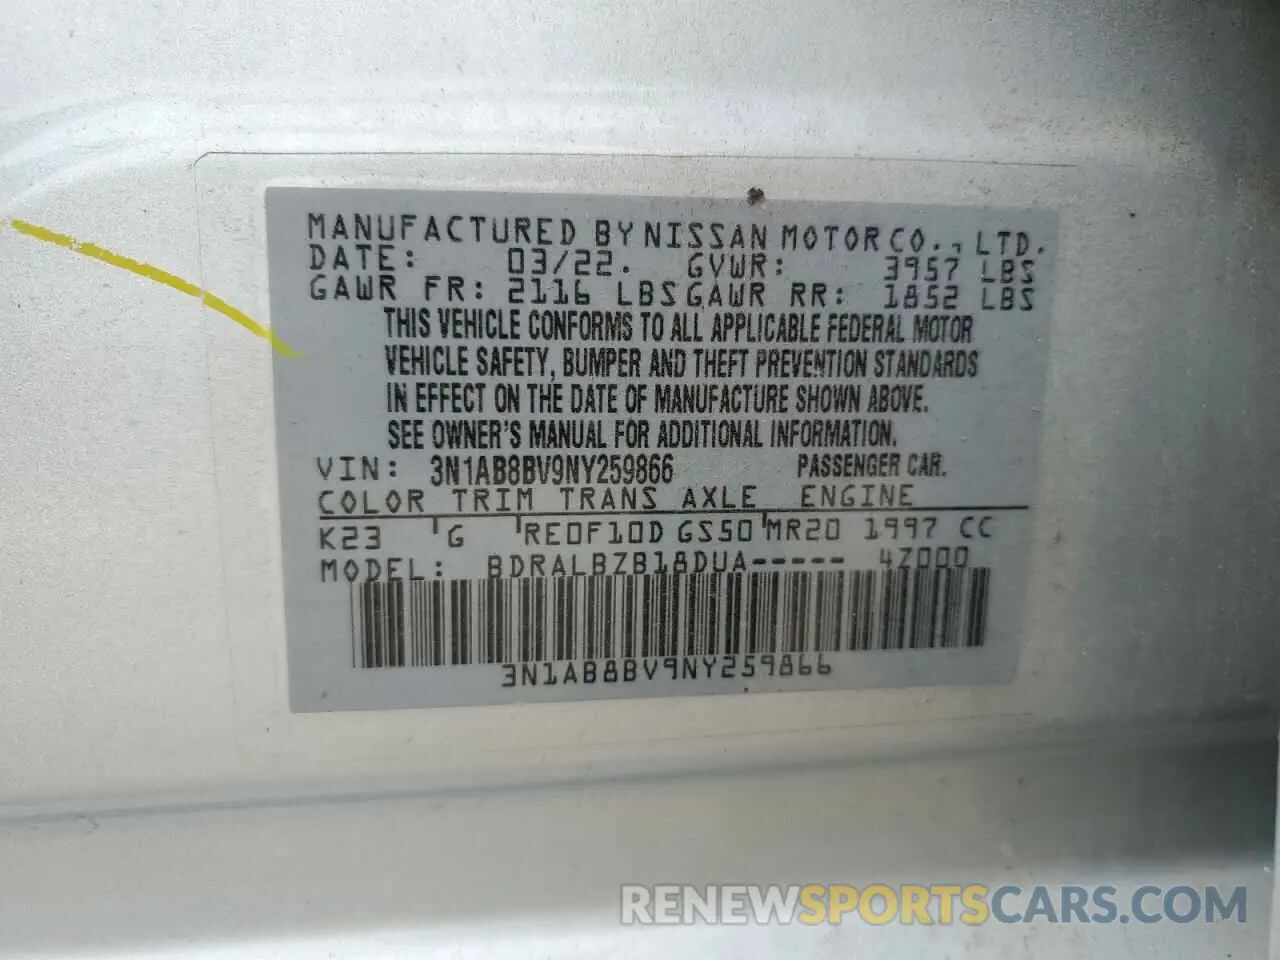 MANUFACTURED BY NISSAN MOTOR CO., LTD.
DATE: 03/22. GVWR: 3957 LBS
GAWR FR: 2116 LBS GAWR RR: 1852 LBS
THIS VEHICLE CONFORMS TO ALL APPLICABLE FEDERAL MOTOR
VEHICLE SAFETY, BUMPER AND THEFT PREVENTION STANDARDS
IN EFFECT ON THE DATE OF MANUFACTURE SHOWN ABOVE.
SEE OWNER'S MANUAL FOR ADDITIONAL INFORMATION.
VIN: 3N1AB8BV9NY259866 PASSENGER CAR.
COLOR TRIM TRANS AXLE ENGINE
K23 G RE0F10D GS50 MR20 1997 CC
MODEL: BDRALBZB18DUA----- 4Z000
3N1AB8BV9NY259866
RENEWSPORTSCARS.COM